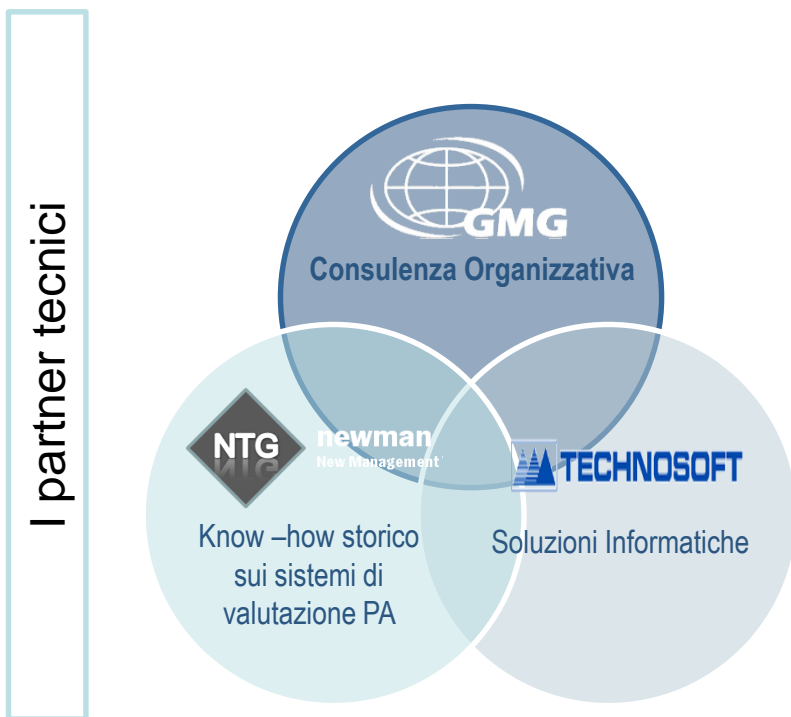 I partner tecnici
GMG
Consulenza Organizzativa
NTG
newman
New Management
TECHNOSOFT
Know –how storico
sui sistemi di
valutazione PA
Soluzioni Informatiche